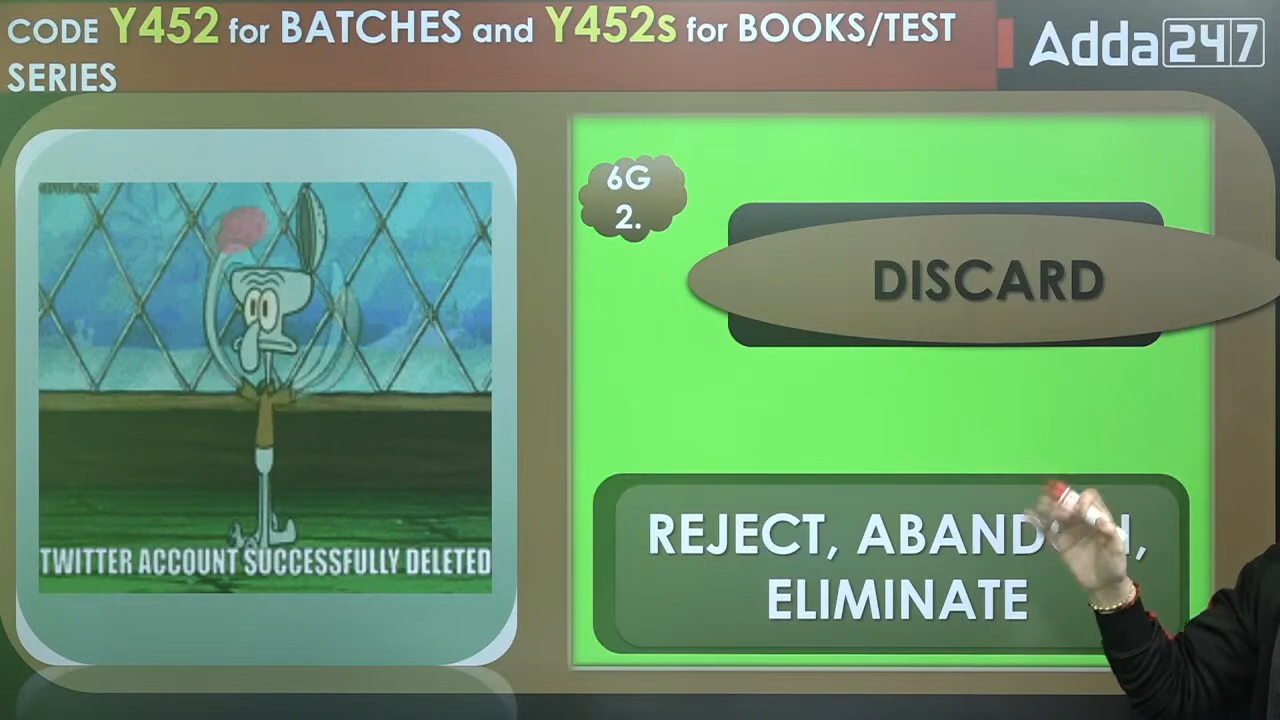 CODE Y452 for BATCHES and Y452s for BOOKS/TEST
SERIES
Adda247
6G
2.
DISCARD
REJECT,
ELIMINATE
TWITTER ACCOUNT SUCCESSFULLY DELETED